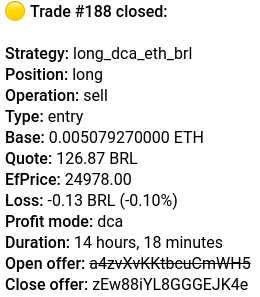 🟡 Trade #188 closed:
Strategy: long_dca_eth_brl
Position: long
Operation: sell
Type: entry
Base: 0.005079270000 ETH
Quote: 126.87 BRL
EfPrice: 24978.00
Loss: -0.13 BRL (-0.10%)
Profit mode: dca
Duration: 14 hours, 18 minutes
Open offer: a4zvXvKKtbcuCmWH5
Close offer: zEw88iYL8GGGEJK4e